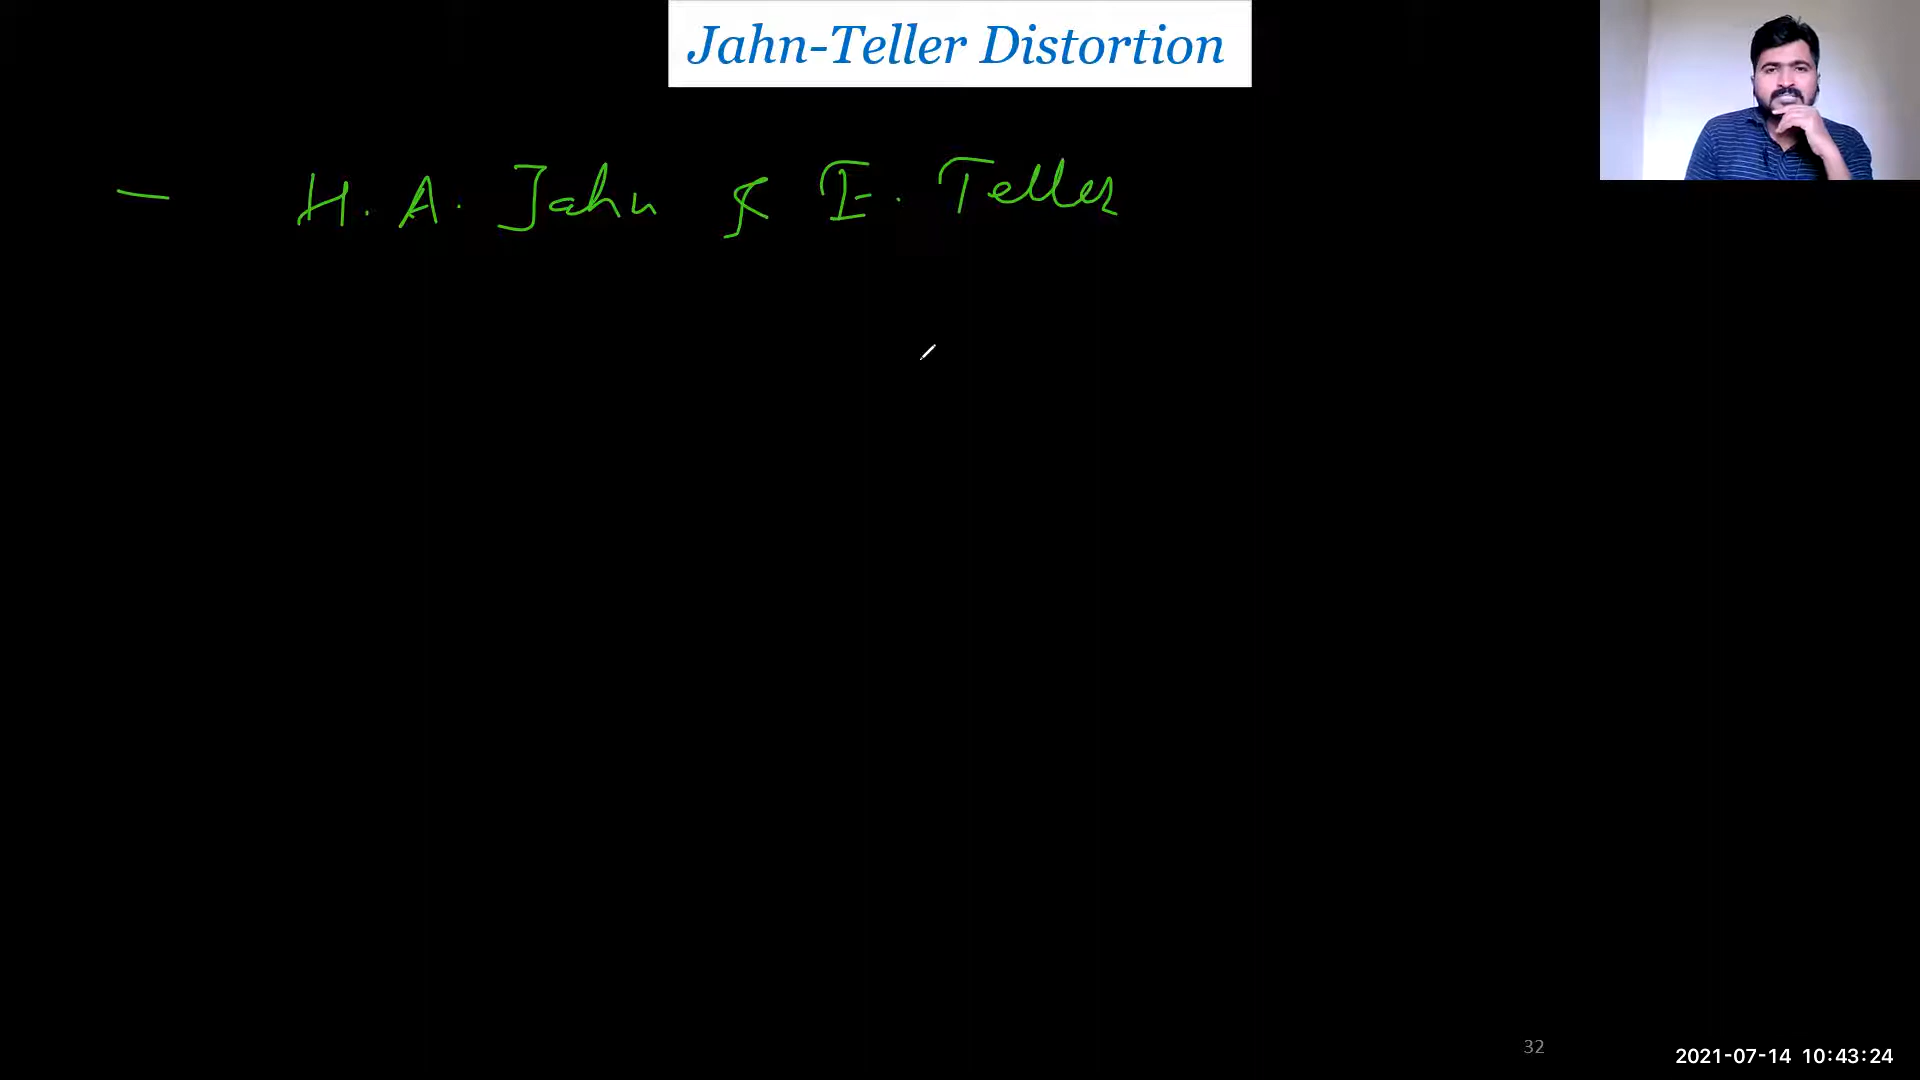 Jahn-Teller Distortion
— H. A. Jahn & E. Teller
32
2021-07-14 10:43:24